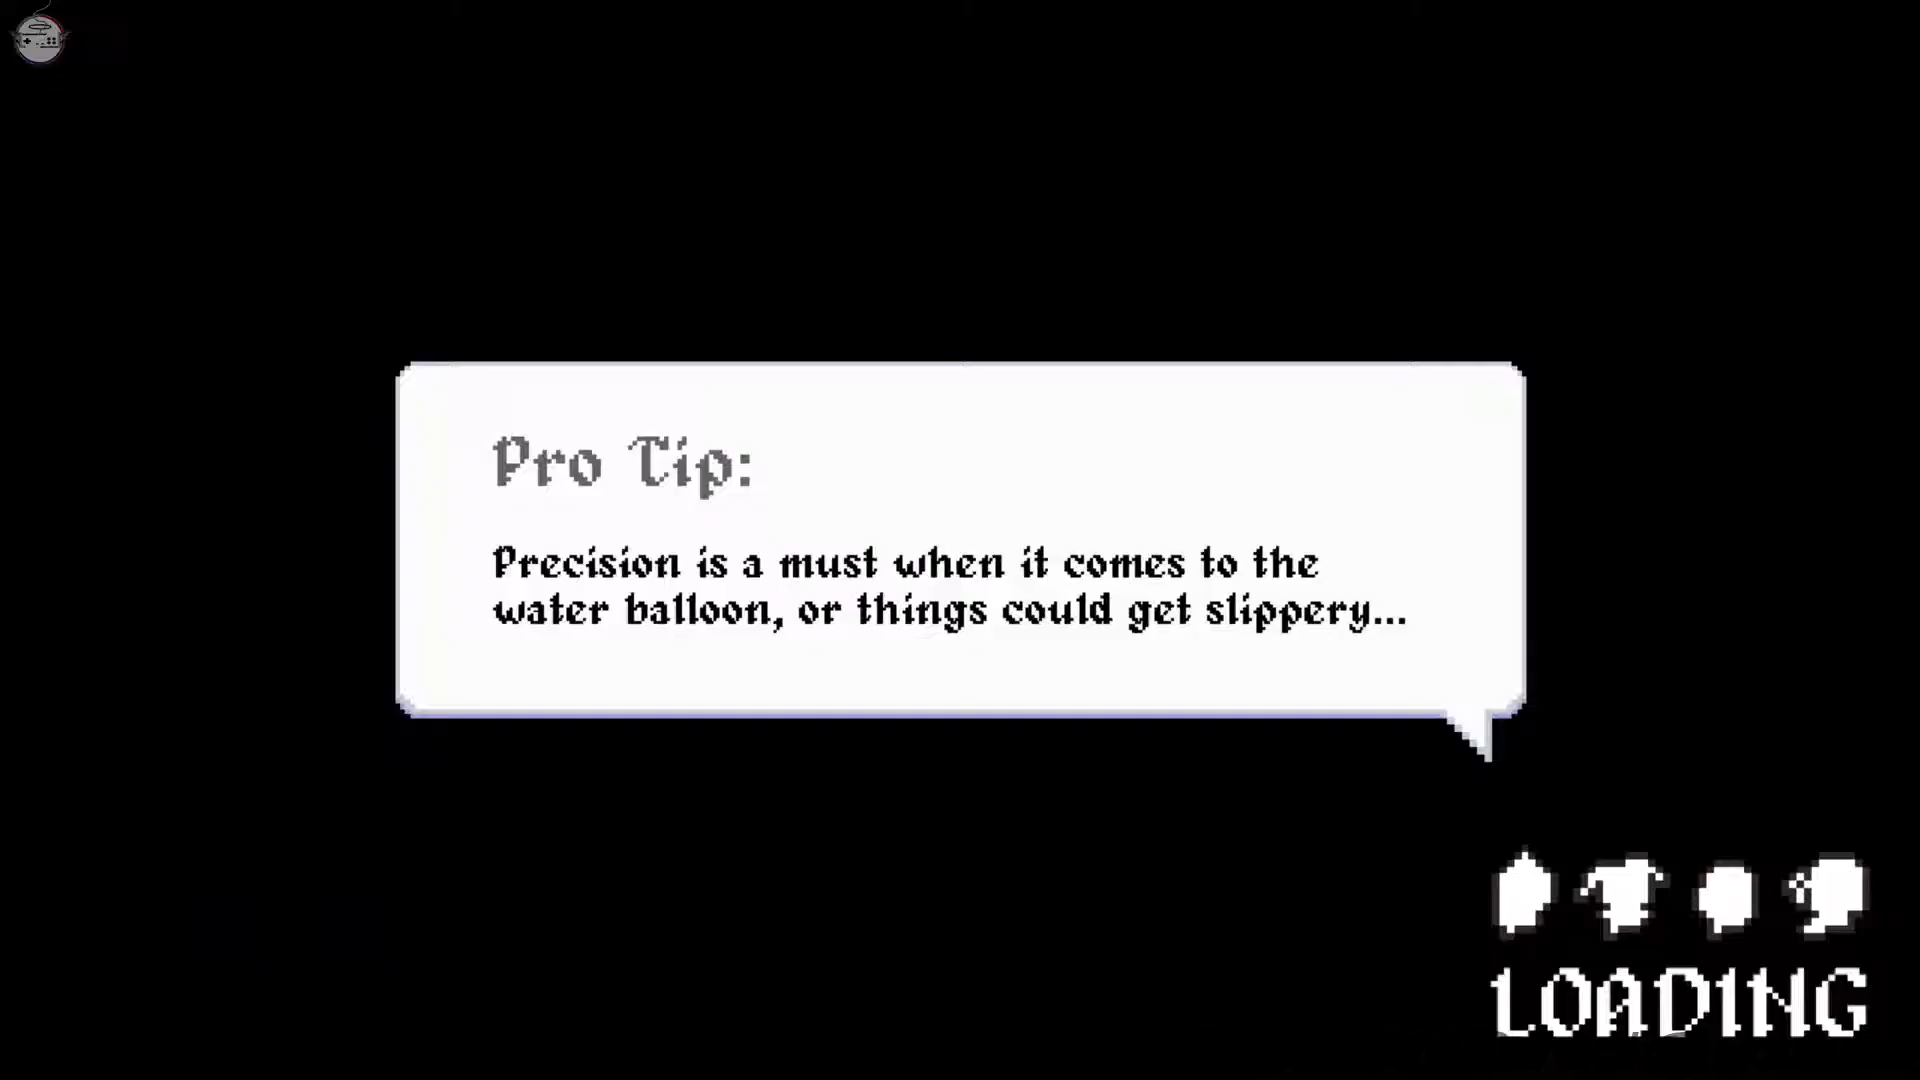 Pro Tip:
Precision is a must when it comes to the
water balloon, or things could get slippery...
LOADING